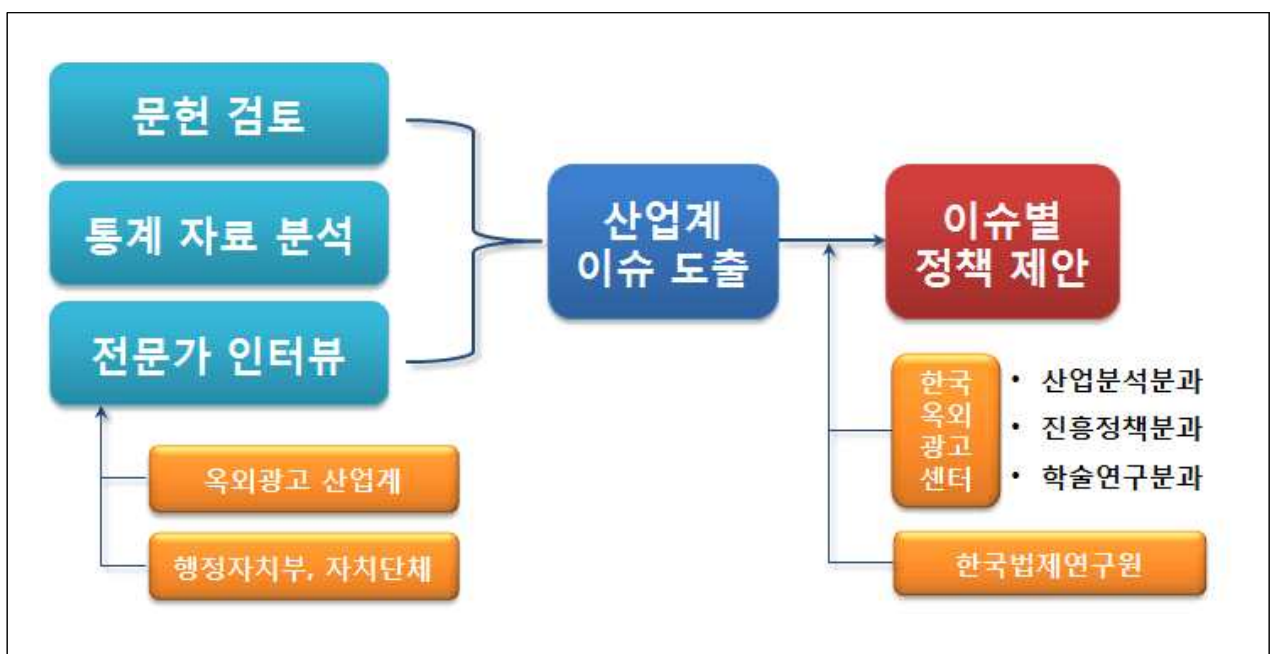 문헌 검토
통계 자료 분석
전문가 인터뷰
옥외광고 산업계
행정자치부, 자치단체
산업계
이슈 도출
이슈별
정책 제안
한국
옥외
광고
센터
• 산업분석분과
• 진흥정책분과
• 학술연구분과
한국법제연구원